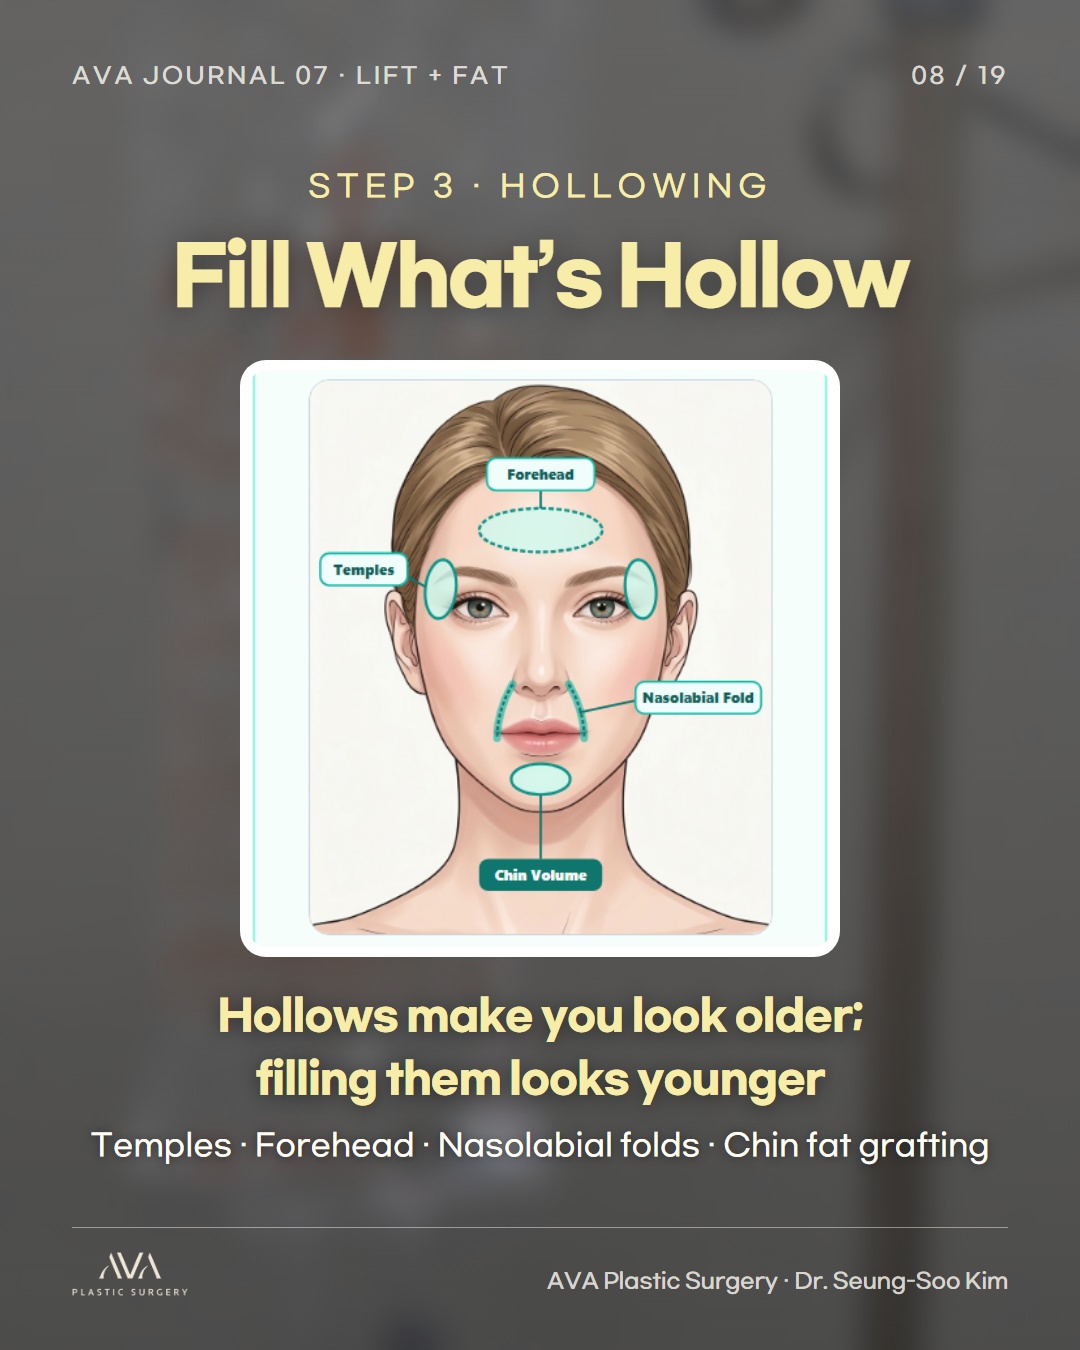 AVA JOURNAL 07 · LIFT + FAT
08 / 19
STEP 3 · HOLLOWING
Fill What’s Hollow
Forehead
Temples
Nasolabial Fold
Chin Volume
Hollows make you look older;
filling them looks younger
Temples · Forehead · Nasolabial folds · Chin fat grafting
AVA
PLASTIC SURGERY
AVA Plastic Surgery · Dr. Seung-Soo Kim